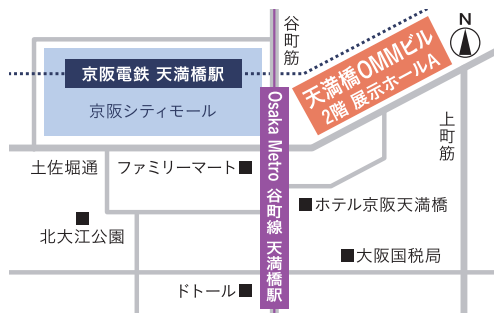 谷町筋
N
京阪電鉄 天満橋駅
京阪シティモール
天満橋OMMビル
2階 展示ホールA
上町筋
土佐堀通
ファミリーマート
Osaka Metro 谷町線 天満橋駅
ホテル京阪天満橋
北大江公園
大阪国税局
ドトール